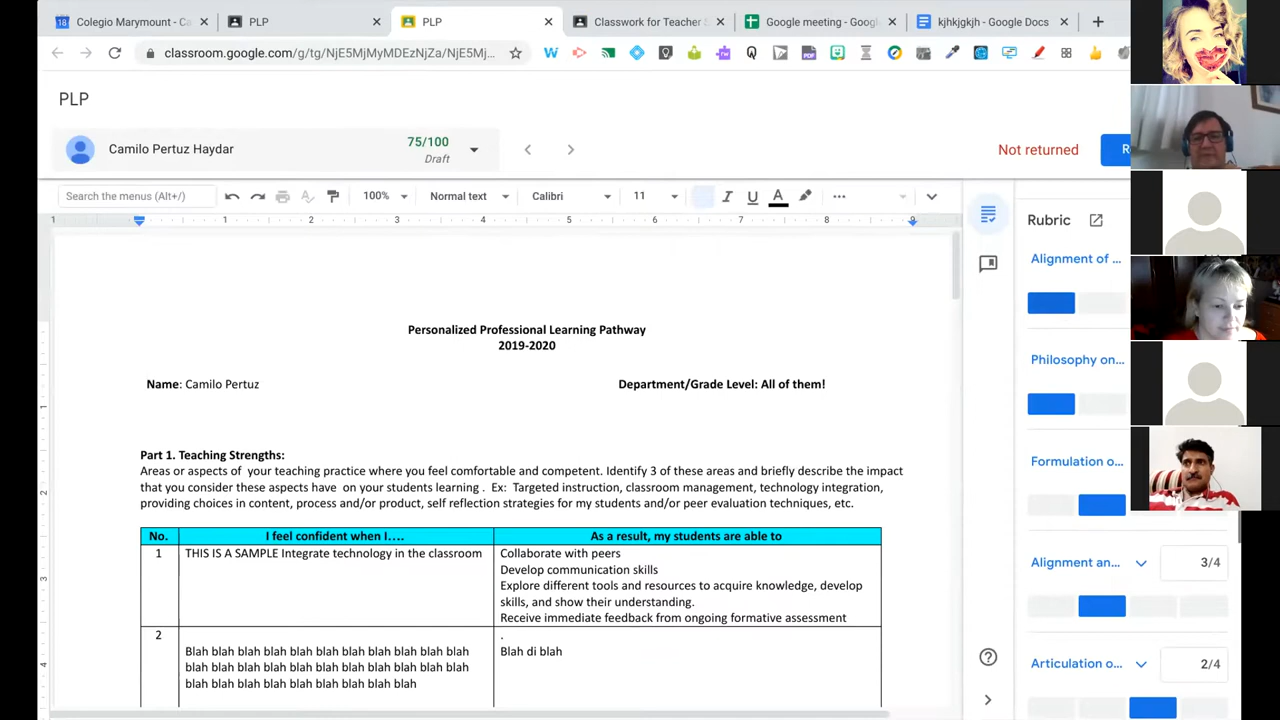 Colegio Marymount - Ca
PLP
PLP
Classwork for Teacher
Google meeting - Google
kjhkjgkjh - Google Docs
classroom.google.com/g/tg/NjE5MjMyMDEzNjZa/NjE5Mj...
PLP
Camilo Pertuz Haydar
75/100
Draft
Not returned
Search the menus (Alt+/)
100%
Normal text
Calibri
11
Rubric
Alignment of ...
Philosophy on...
Formulation o...
Alignment an...
3/4
Articulation o...
2/4
Personalized Professional Learning Pathway
2019-2020
Name: Camilo Pertuz
Department/Grade Level: All of them!
Part 1. Teaching Strengths:
Areas or aspects of your teaching practice where you feel comfortable and competent. Identify 3 of these areas and briefly describe the impact
that you consider these aspects have on your students learning . Ex: Targeted instruction, classroom management, technology integration,
providing choices in content, process and/or product, self reflection strategies for my students and/or peer evaluation techniques, etc.
No.
I feel confident when I....
As a result, my students are able to
1
THIS IS A SAMPLE Integrate technology in the classroom
Collaborate with peers
Develop communication skills
Explore different tools and resources to acquire knowledge, develop
skills, and show their understanding.
Receive immediate feedback from ongoing formative assessment
2
Blah blah blah blah blah blah blah blah blah blah blah
blah blah blah blah blah blah blah blah blah blah blah
blah blah blah blah blah blah blah blah blah
.
Blah di blah